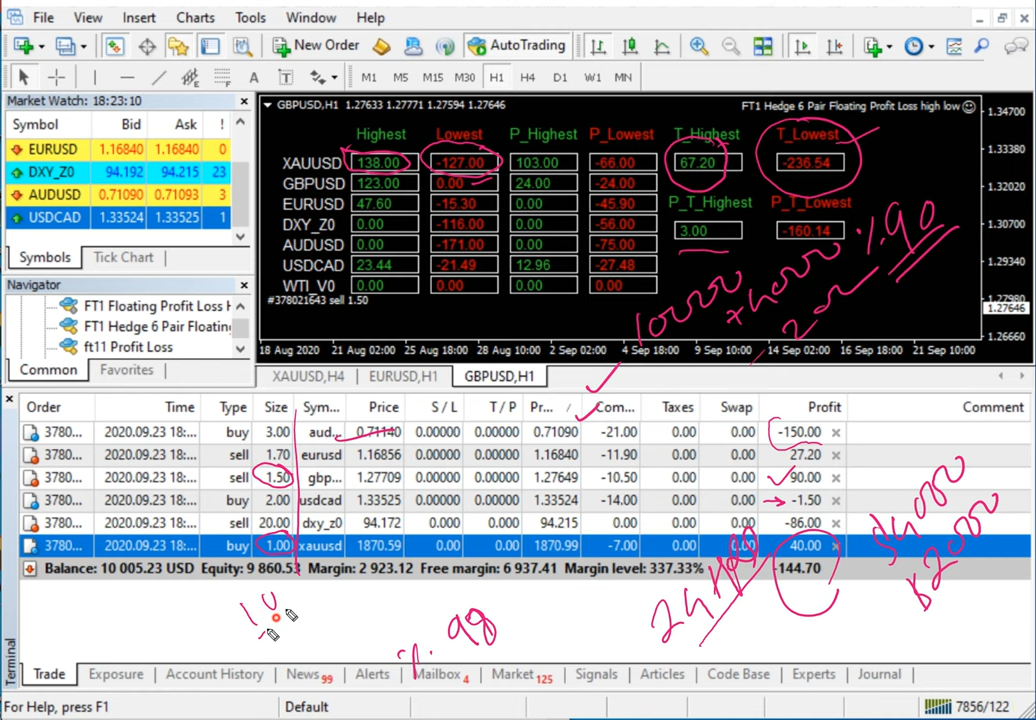 File View Insert Charts Tools Window Help
New Order AutoTrading
A T M1 M5 M15 M30 H1 H4 D1 W1 MN
Market Watch: 18:23:10
Symbol Bid Ask !
EURUSD 1.16840 1.16840 0
DXY_Z0 94.192 94.215 23
AUDUSD 0.71090 0.71093 3
USDCAD 1.33524 1.33525 1
Symbols Tick Chart
Navigator
FT1 Floating Profit Loss H
FT1 Hedge 6 Pair Floating
ft11 Profit Loss
Common Favorites
GBPUSD,H1 1.27633 1.27771 1.27594 1.27646
FT1 Hedge 6 Pair Floating Profit Loss high low
Highest Lowest P_Highest P_Lowest T_Highest T_Lowest
XAUUSD 138.00 -127.00 103.00 -66.00 67.20 -236.54
GBPUSD 123.00 0.00 24.00 -24.00
P_T_Highest P_T_Lowest
EURUSD 47.60 -15.30 0.00 -45.90
DXY_Z0 0.00 -116.00 0.00 -56.00 3.00 -160.14
AUDUSD 0.00 -171.00 0.00 -75.00
USDCAD 23.44 -21.49 12.96 -27.48
WTI_V0 0.00 0.00 0.00 0.00
#378021643 sell 1.50
1.34700
1.33380
1.32020
1.30700
1.29340
1.27980
1.27646
1.26660
18 Aug 2020 21 Aug 02:00 25 Aug 18:00 28 Aug 10:00 2 Sep 02:00 4 Sep 18:00 9 Sep 10:00 14 Sep 02:00 16 Sep 18:00 21 Sep 10:00
XAUUSD,H4 EURUSD,H1 GBPUSD,H1
Order Time Type Size Sym... Price S / L T / P Pr... / Com... Taxes Swap Profit Comment
3780... 2020.09.23 18:... buy 3.00 aud... 0.71140 0.00000 0.00000 0.71090 -21.00 0.00 0.00 -150.00
3780... 2020.09.23 18:... sell 1.70 eurusd 1.16856 0.00000 0.00000 1.16840 -11.90 0.00 0.00 27.20
3780... 2020.09.23 18:... sell 1.50 gbp... 1.27709 0.00000 0.00000 1.27649 -10.50 0.00 0.00 90.00
3780... 2020.09.23 18:... buy 2.00 usdcad 1.33525 0.00000 0.00000 1.33524 -14.00 0.00 0.00 -1.50
3780... 2020.09.23 18:... sell 20.00 dxy_z0 94.172 0.000 0.000 94.215 0.00 0.00 0.00 -86.00
3780... 2020.09.23 18:... buy 1.00 xauusd 1870.59 0.00 0.00 1870.99 -7.00 0.00 0.00 40.00
Balance: 10 005.23 USD Equity: 9 860.53 Margin: 2 923.12 Free margin: 6 937.41 Margin level: 337.33% -144.70
% 90
% 98
10
Terminal
Trade Exposure Account History News 99 Alerts Mailbox 4 Market 125 Signals Articles Code Base Experts Journal
For Help, press F1 Default 7856/122